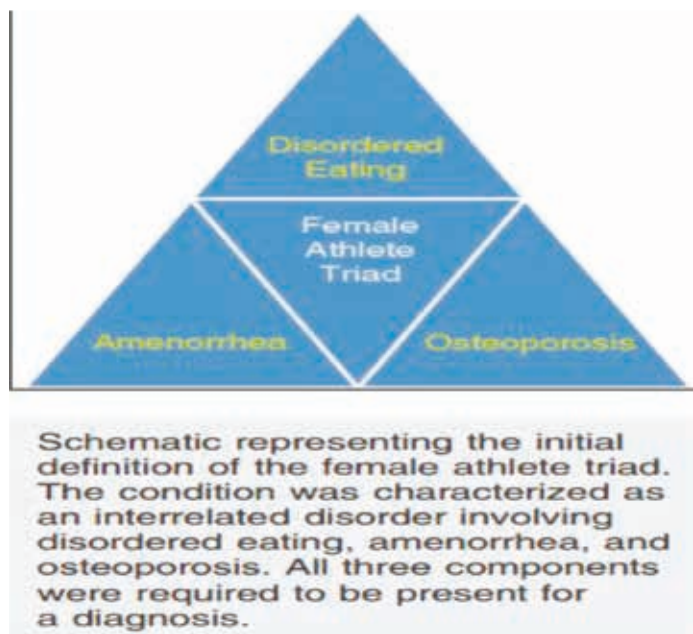 Disordered
Eating
Female
Athlete
Triad
Amenorrhea
Osteoporosis
Schematic representing the initial
definition of the female athlete triad.
The condition was characterized as
an interrelated disorder involving
disordered eating, amenorrhea, and
osteoporosis. All three components
were required to be present for
a diagnosis.